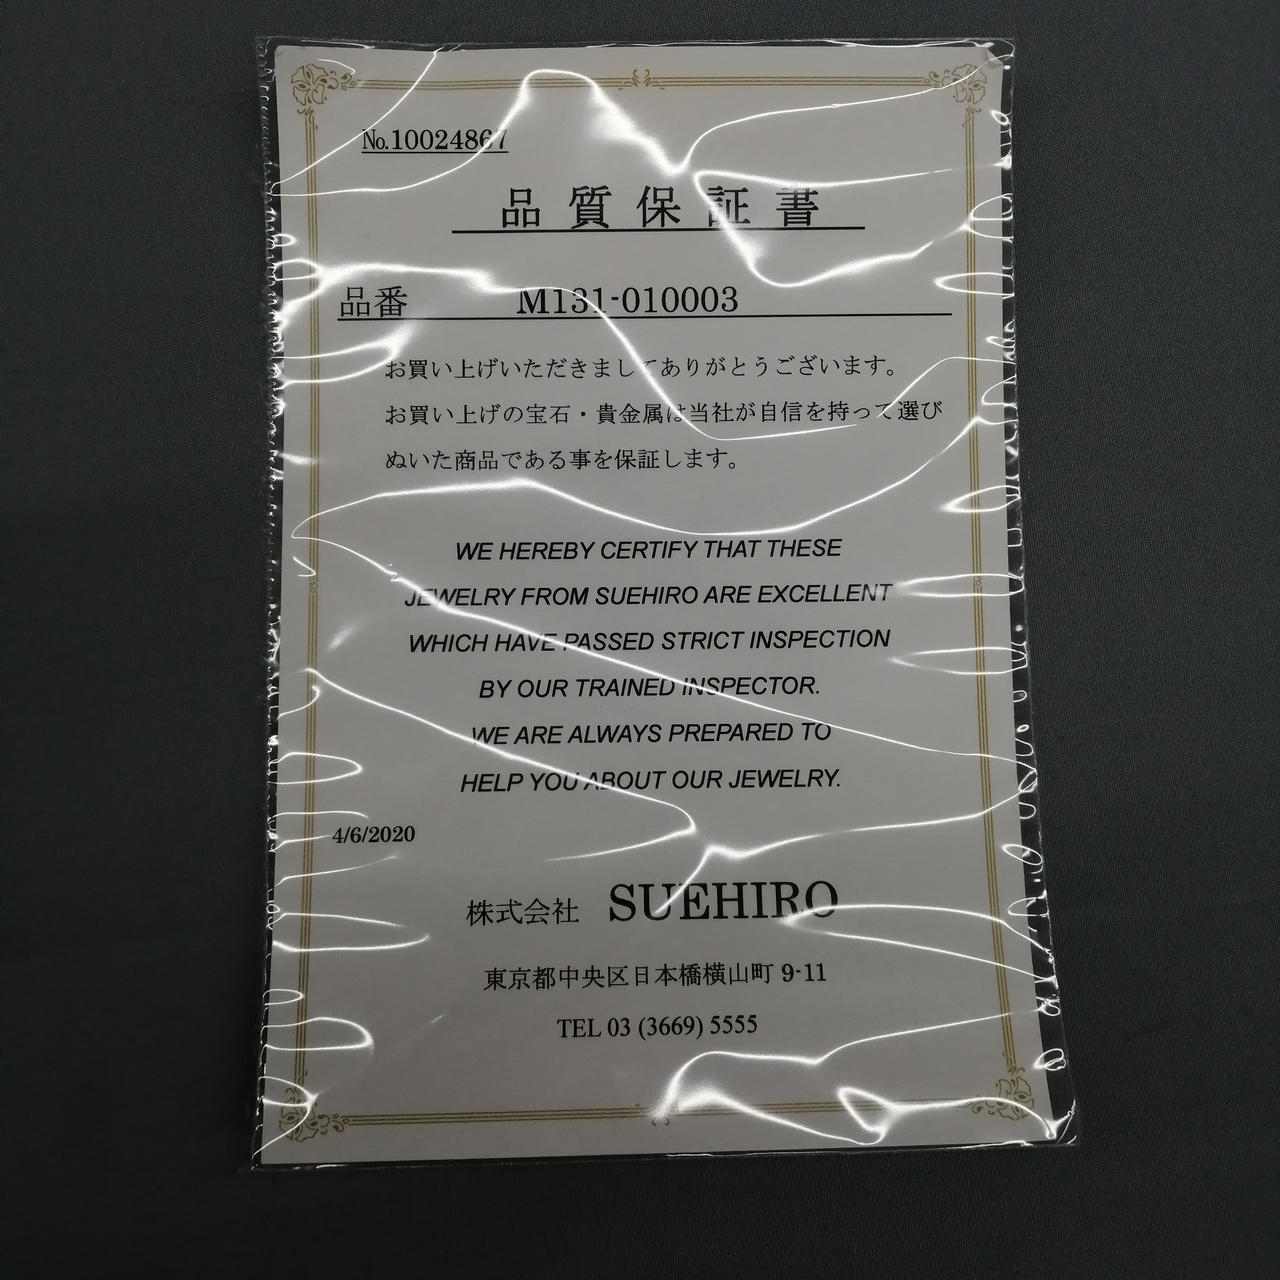 No.10024867
品質保証書
品番 M131-010003
お買い上げいただきましてありがとうございます。
お買い上げの宝石・貴金属は当社が自信を持って選び
ぬいた商品である事を保証します。
WE HEREBY CERTIFY THAT THESE
JEWELRY FROM SUEHIRO ARE EXCELLENT
WHICH HAVE PASSED STRICT INSPECTION
BY OUR TRAINED INSPECTOR.
WE ARE ALWAYS PREPARED TO
HELP YOU ABOUT OUR JEWELRY.
4/6/2020
株式会社 SUEHIRO
東京都中央区日本橋横山町 9-11
TEL 03 (3669) 5555